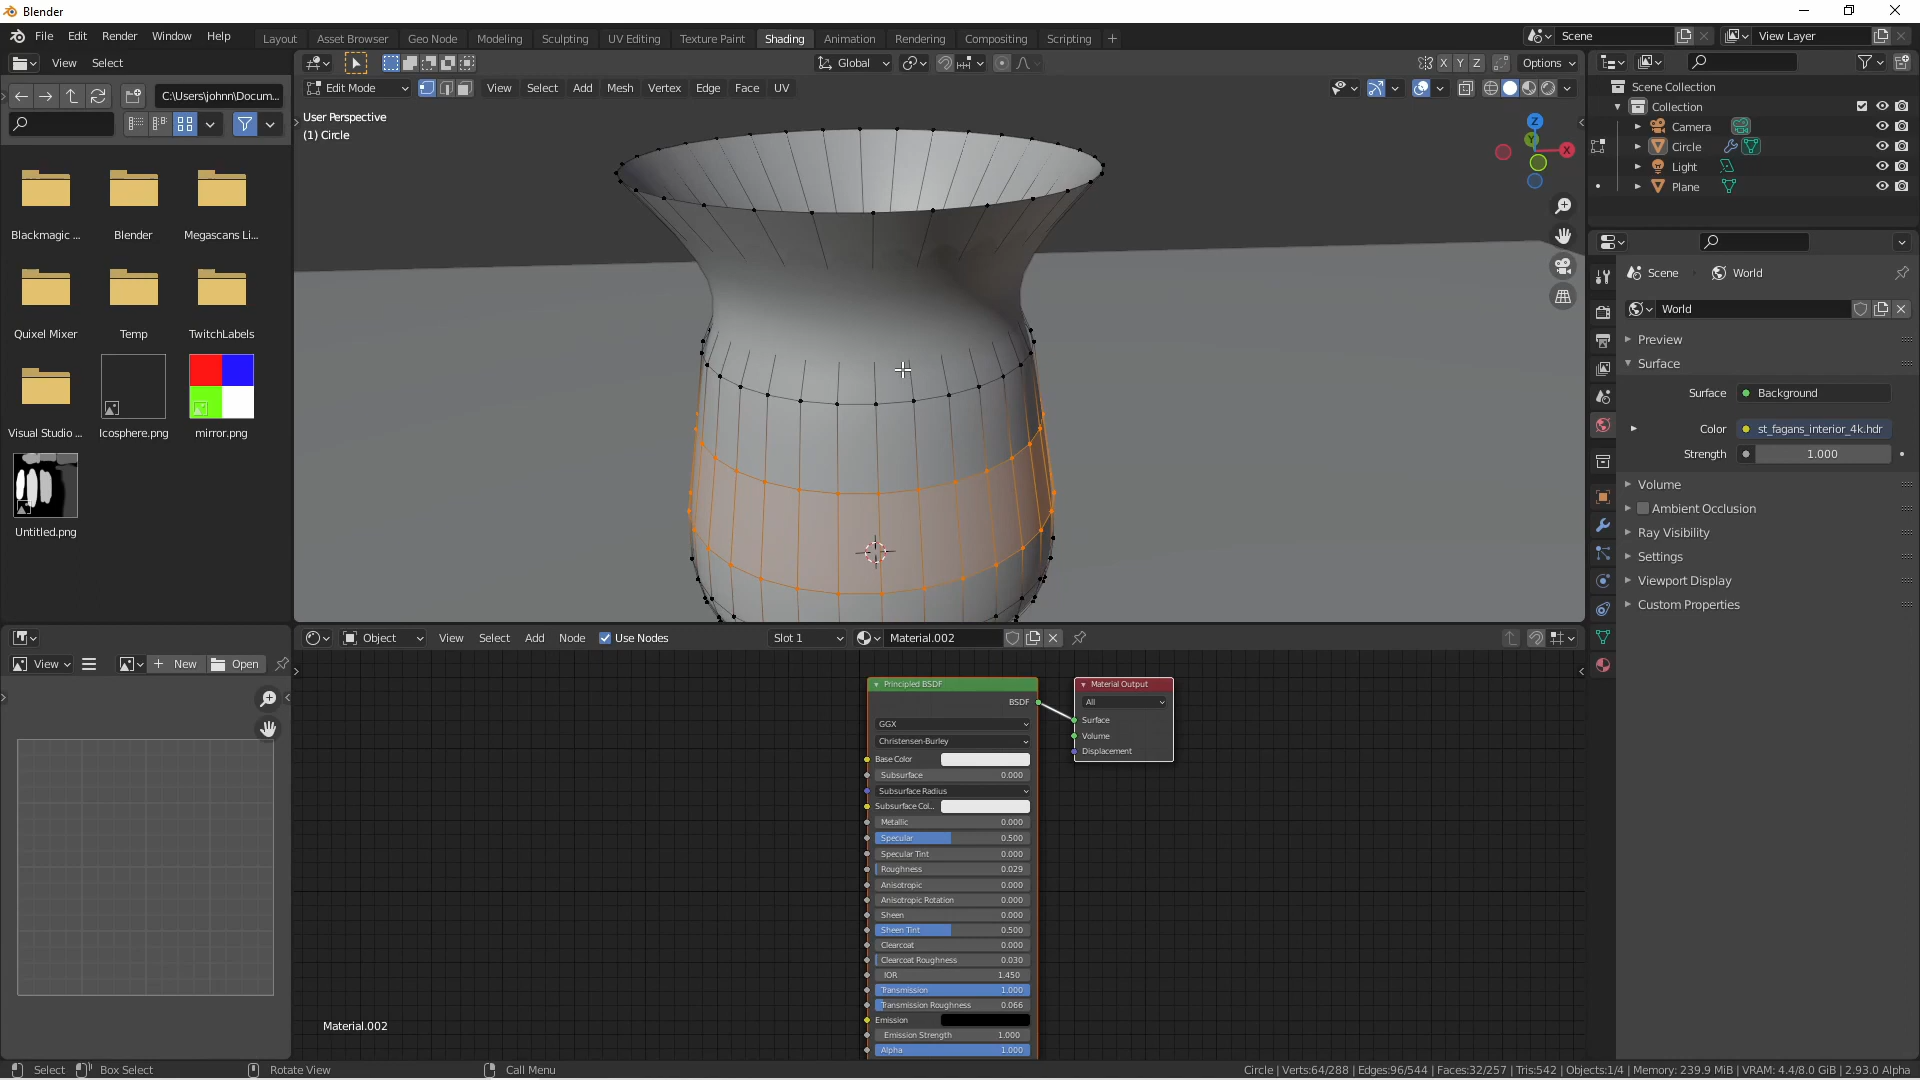 Blender
File Edit Render Window Help
Layout Asset Browser Geo Node Modeling Sculpting UV Editing Texture Paint Shading Animation Rendering Compositing Scripting
Scene
View Layer
View Select
Global
X Y Z
Options
C:\Users\johnn\Docum...
Edit Mode
View Select Add Mesh Vertex Edge Face UV
User Perspective
(1) Circle
Z
Y
X
Blackmagic ...
Blender
Megascans Li...
Quixel Mixer
Temp
TwitchLabels
Visual Studio ...
Icosphere.png
mirror.png
Untitled.png
Scene Collection
Collection
Camera
Circle
Light
Plane
Scene World
World
Preview
Surface
Surface Background
Color st_fagans_interior_4k.hdr
Strength 1.000
Volume
Ambient Occlusion
Ray Visibility
Settings
Viewport Display
Custom Properties
View New Open
Object View Select Add Node Use Nodes Slot 1 Material.002
Principled BSDF
BSDF
GGX
Christensen-Burley
Base Color
Subsurface 0.000
Subsurface Radius
Subsurface Col...
Metallic 0.000
Specular 0.500
Specular Tint 0.000
Roughness 0.029
Anisotropic 0.000
Anisotropic Rotation 0.000
Sheen 0.000
Sheen Tint 0.500
Clearcoat 0.000
Clearcoat Roughness 0.030
IOR 1.450
Transmission 1.000
Transmission Roughness 0.066
Emission
Emission Strength 1.000
Alpha 1.000
Material Output
All
Surface
Volume
Displacement
Material.002
Select Box Select Rotate View Call Menu
Circle | Verts:64/288 | Edges:96/544 | Faces:32/257 | Tris:542 | Objects:1/4 | Memory: 239.9 MiB | VRAM: 4.4/8.0 GiB | 2.93.0 Alpha